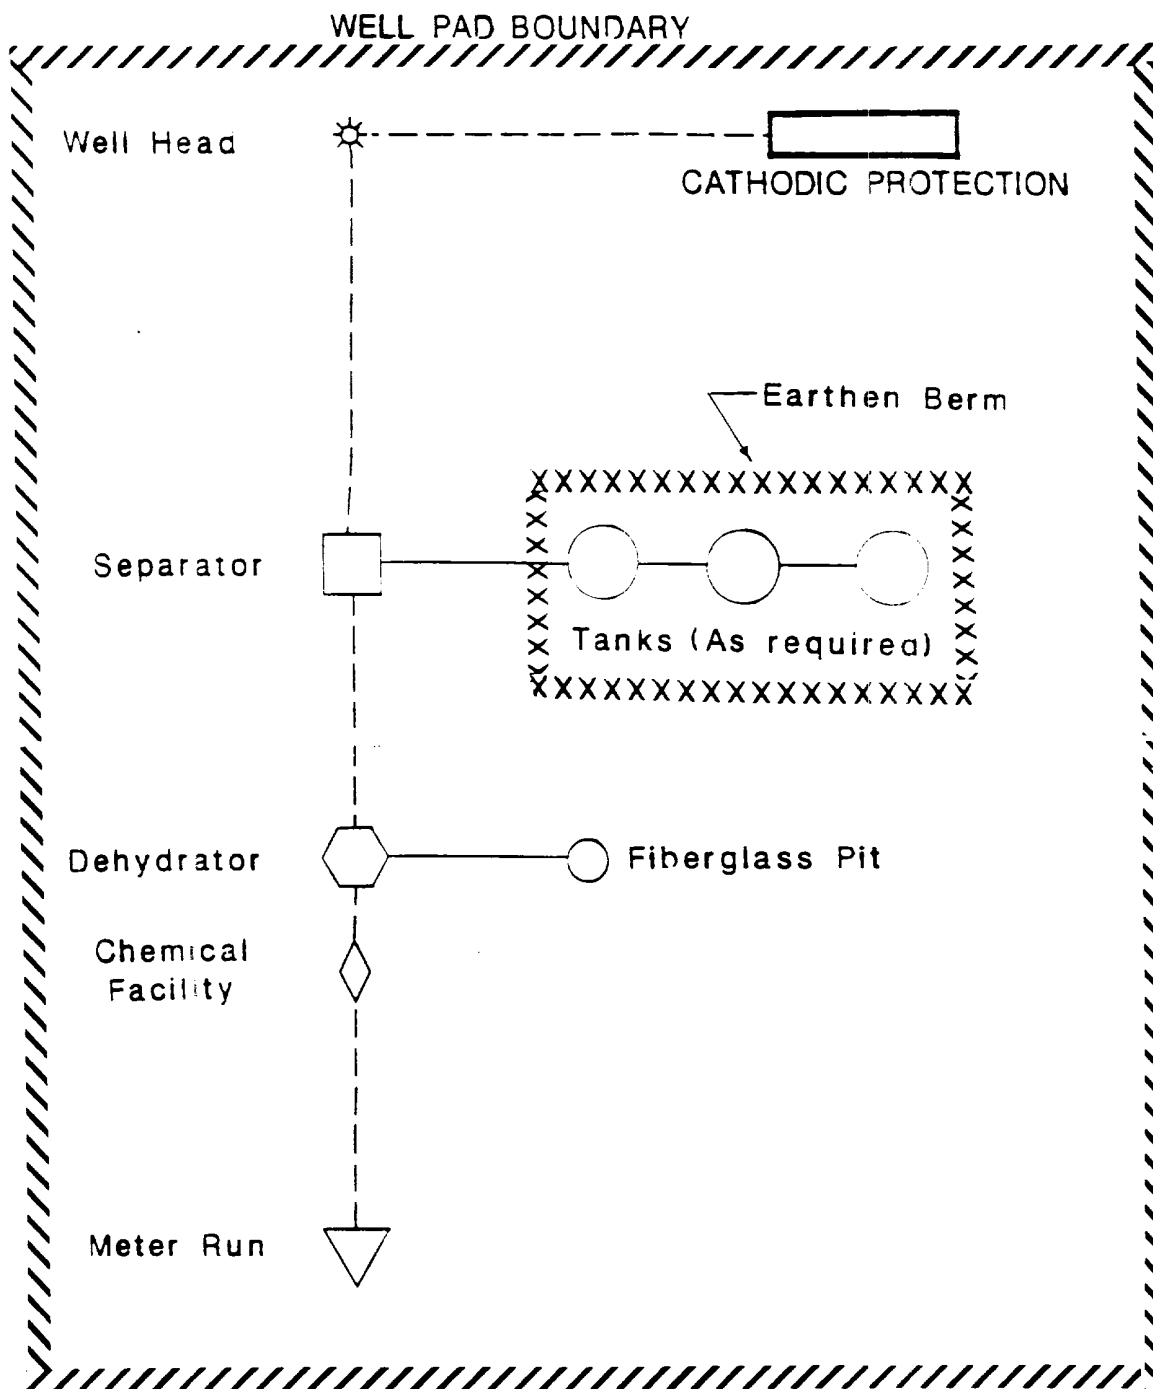 WELL PAD BOUNDARY
Well Head
CATHODIC PROTECTION
Earthen Berm
Separator
Tanks (As required)
Dehydrator
Fiberglass Pit
Chemical
Facility
Meter Run